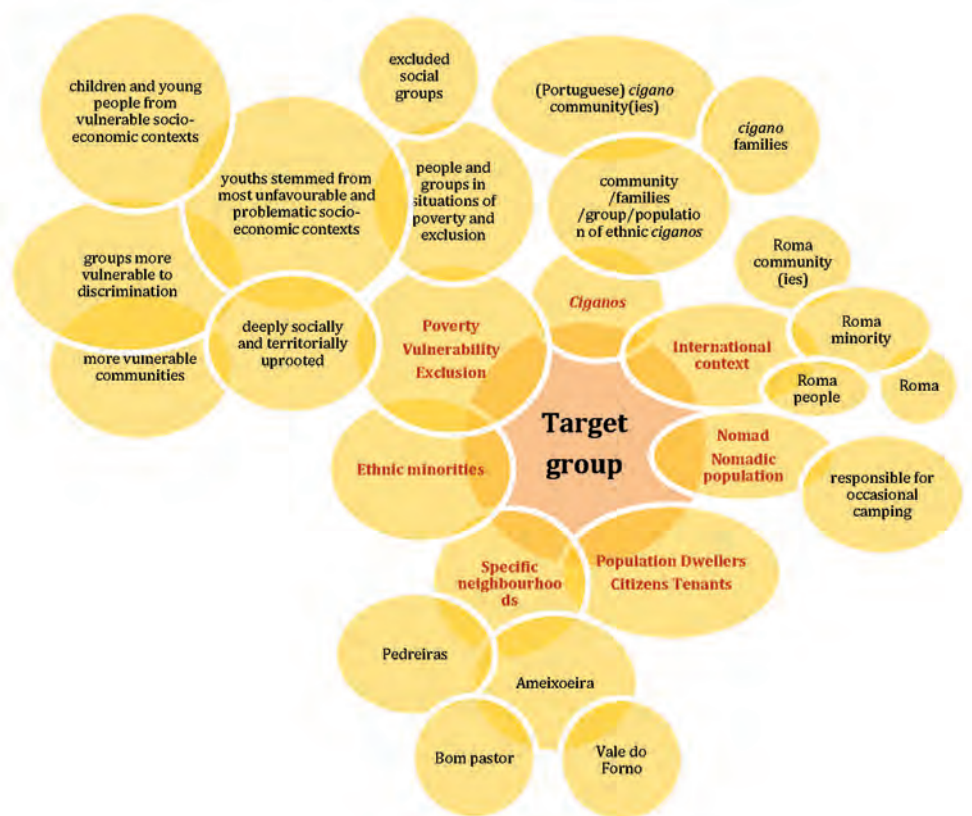 children and young
people from
vulnerable socio-
economic contexts
excluded
social
groups
(Portuguese) cigano
community(ies)
cigano
families
youths stemmed from
most unfavourable and
problematic socio-
economic contexts
people and
groups in
situations of
poverty and
exclusion
community
/families
/group/populatio
n of ethnic ciganos
groups more
vulnerable to
discrimination
Roma
community
(ies)
Ciganos
deeply socially
and territorially
uprooted
Poverty
Vulnerability
Exclusion
International
context
Roma
minority
more vulnerable
communities
Roma
people
Roma
Target
group
Ethnic minorities
Nomad
Nomadic
population
responsible for
occasional
camping
Specific
neighbourhoo
ds
Population Dwellers
Citizens Tenants
Pedreiras
Ameixoeira
Bom pastor
Vale do
Forno